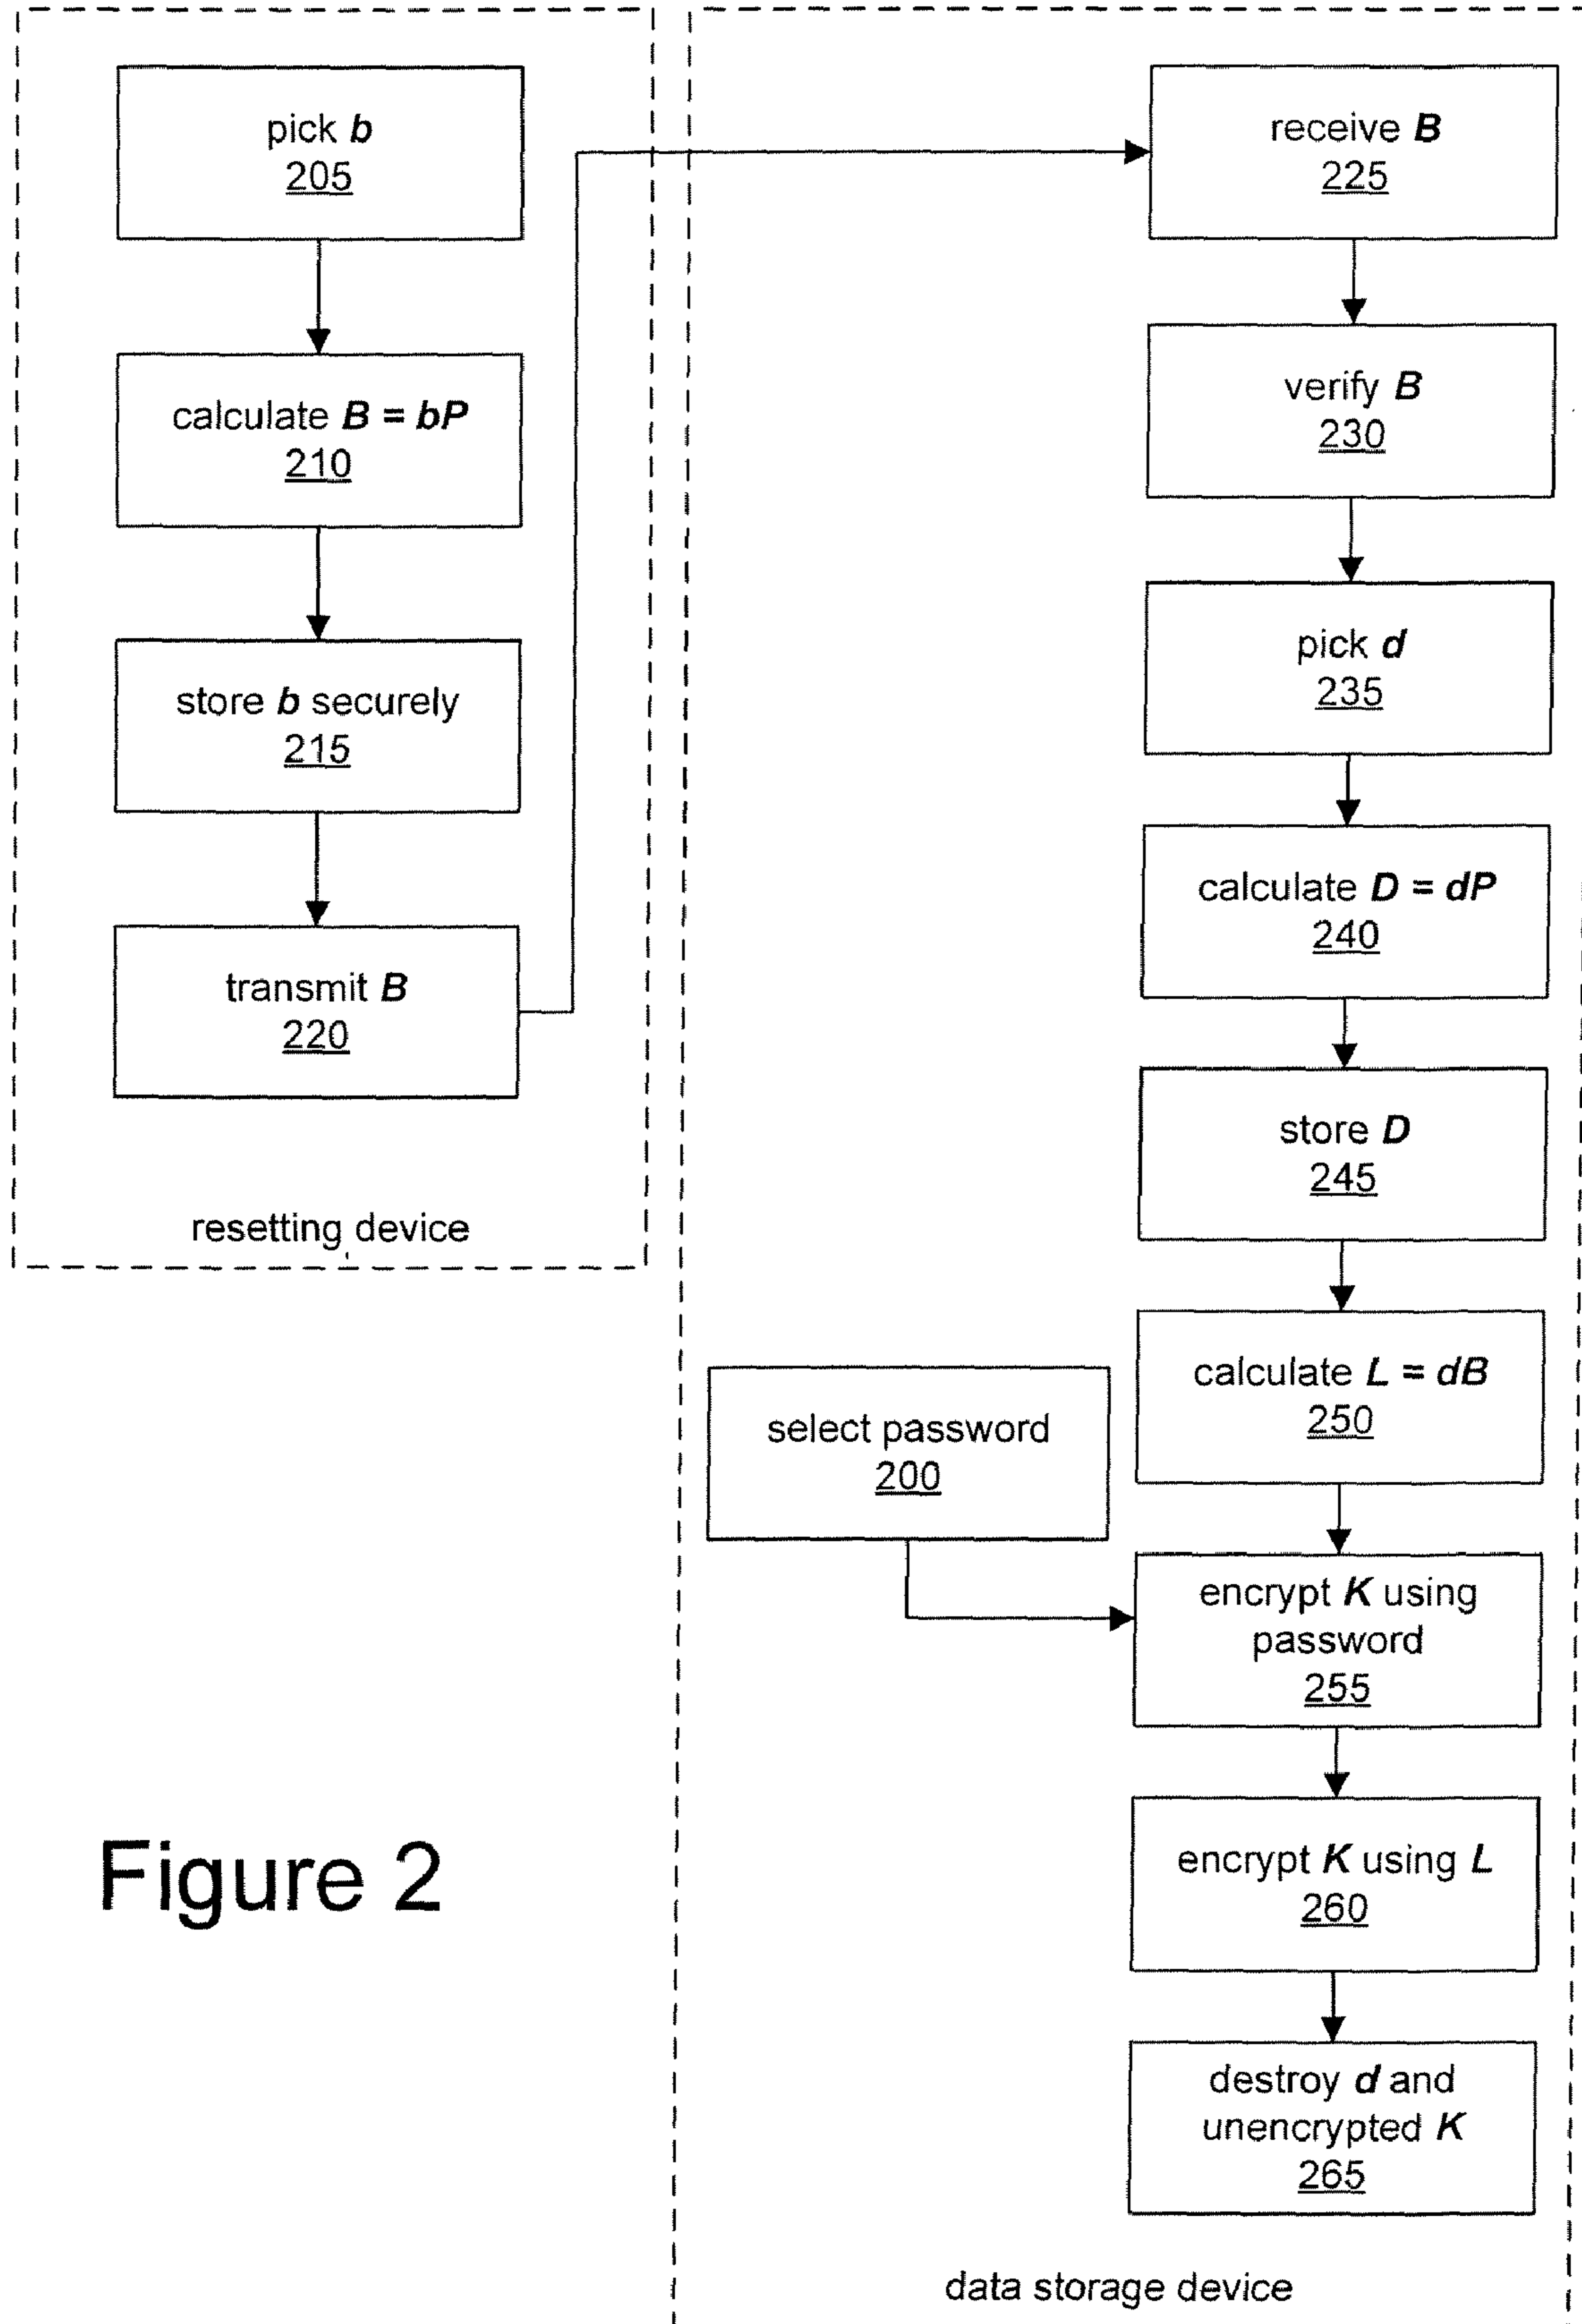 pick b
205
calculate B = bP
210
store b securely
215
transmit B
220
resetting device
receive B
225
verify B
230
pick d
235
calculate D = dP
240
store D
245
calculate L = dB
250
select password
200
encrypt K using
password
255
encrypt K using L
260
destroy d and
unencrypted K
265
data storage device
Figure 2